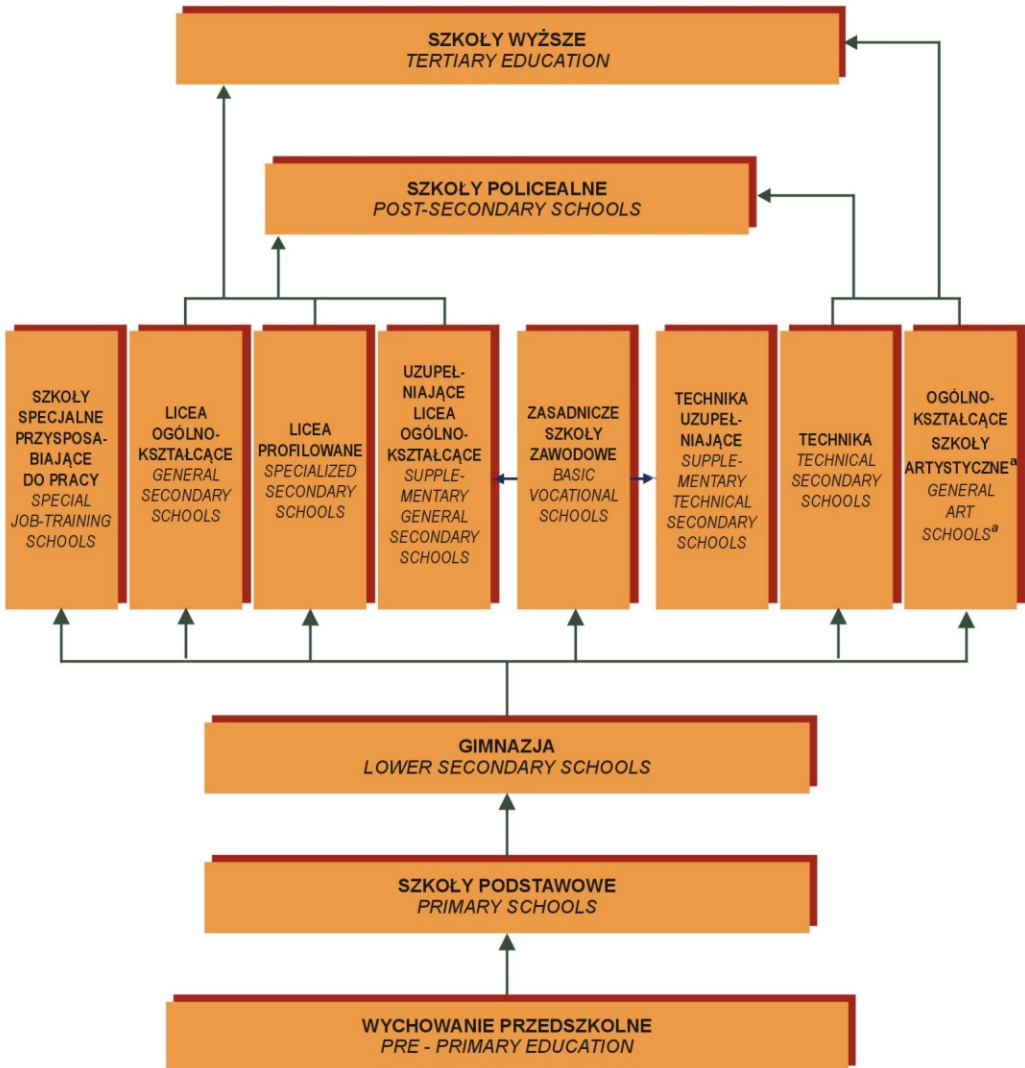 SZKOŁY WYŻSZE
TERTIARY EDUCATION
SZKOŁY POLICEALNE
POST-SECONDARY SCHOOLS
SZKOŁY
SPECJALNE
PRZYSPOSA-
BIAJĄCE
DO PRACY
SPECIAL
JOB-TRAINING
SCHOOLS
LICEA
OGÓLNO-
KSZTAŁCĄCE
GENERAL
SECONDARY
SCHOOLS
LICEA
PROFILOWANE
SPECIALIZED
SECONDARY
SCHOOLS
UZUPEŁ-
NIAJĄCE
LICEA
OGÓLNO-
KSZTAŁCĄCE
SUPPLE-
MENTARY
GENERAL
SECONDARY
SCHOOLS
ZASADNICZE
SZKOŁY
ZAWODOWE
BASIC
VOCATIONAL
SCHOOLS
TECHNIKA
UZUPEŁ-
NIAJĄCE
SUPPLE-
MENTARY
TECHNICAL
SECONDARY
SCHOOLS
TECHNIKA
TECHNICAL
SECONDARY
SCHOOLS
OGÓLNO-
KSZTAŁCĄCE
SZKOŁY
ARTYSTYCZNEª
GENERAL
ART
SCHOOLSª
GIMNAZJA
LOWER SECONDARY SCHOOLS
SZKOŁY PODSTAWOWE
PRIMARY SCHOOLS
WYCHOWANIE PRZEDSZKOLNE
PRE - PRIMARY EDUCATION